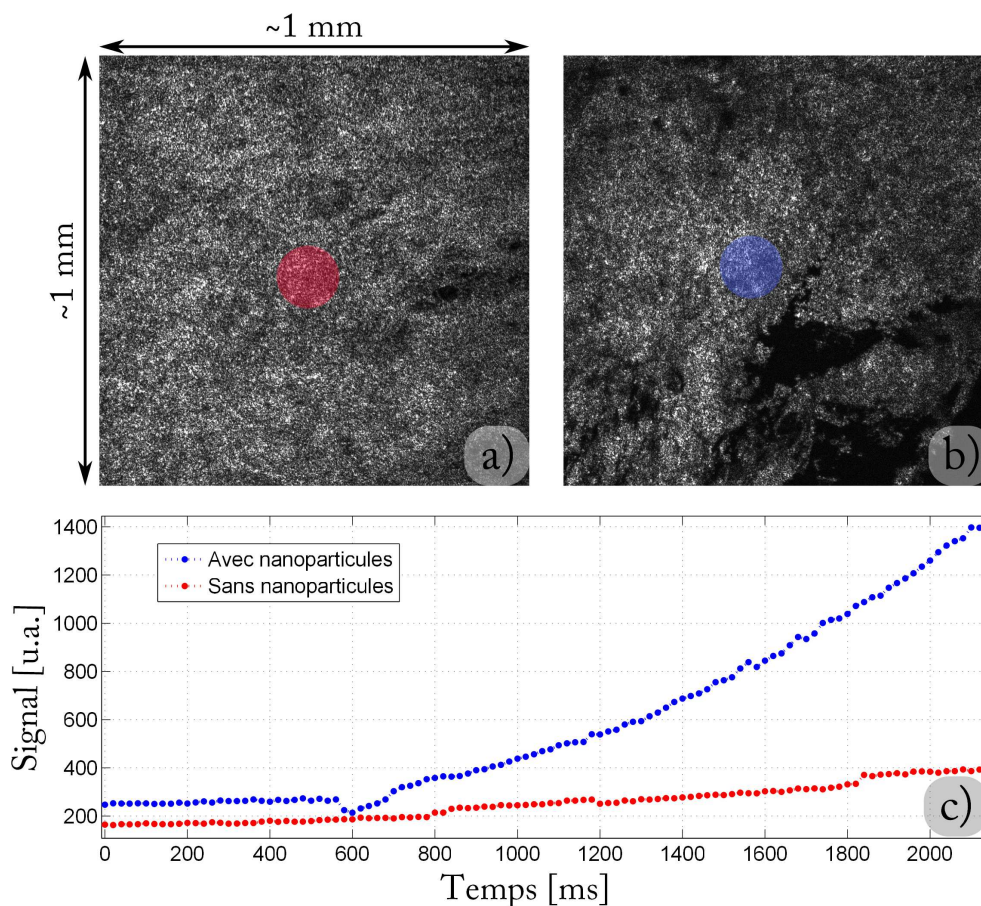 ~1 mm
~1 mm
a)
b)
1400
1200
1000
800
600
400
200
Signal [u.a.]
Avec nanoparticules
Sans nanoparticules
c)
0
200
400
600
800
1000
1200
1400
1600
1800
2000
Temps [ms]